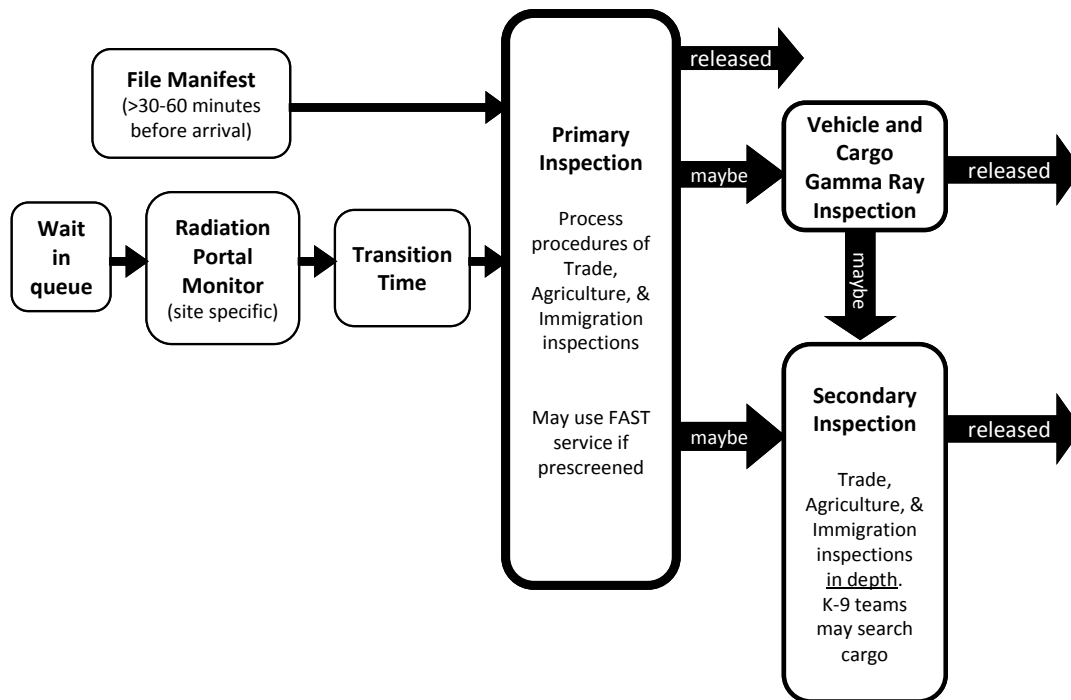 File Manifest
(>30-60 minutes
before arrival)
Wait
in
queue
Radiation
Portal
Monitor
(site specific)
Transition
Time
Primary
Inspection
Process
procedures of
Trade,
Agriculture, &
Immigration
inspections
May use FAST
service if
prescreened
released
maybe
Vehicle and
Cargo
Gamma Ray
Inspection
released
maybe
maybe
Secondary
Inspection
Trade,
Agriculture, &
Immigration
inspections
in depth.
K-9 teams
may search
cargo
released